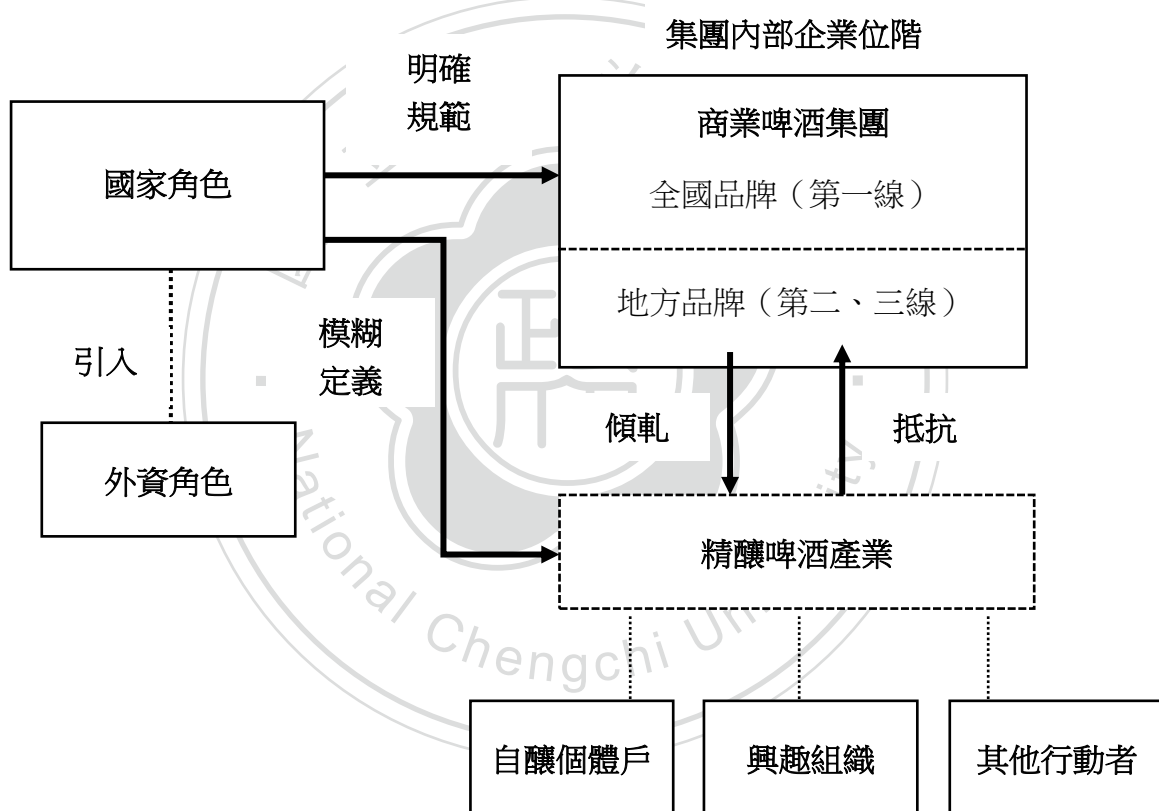 集團內部企業位階
明確
規範
商業啤酒集團
國家角色
全國品牌（第一線）
地方品牌（第二、三線）
模糊
定義
引入
傾軋
抵抗
外資角色
精釀啤酒產業
National Chengchi University
自釀個體戶
興趣組織
其他行動者